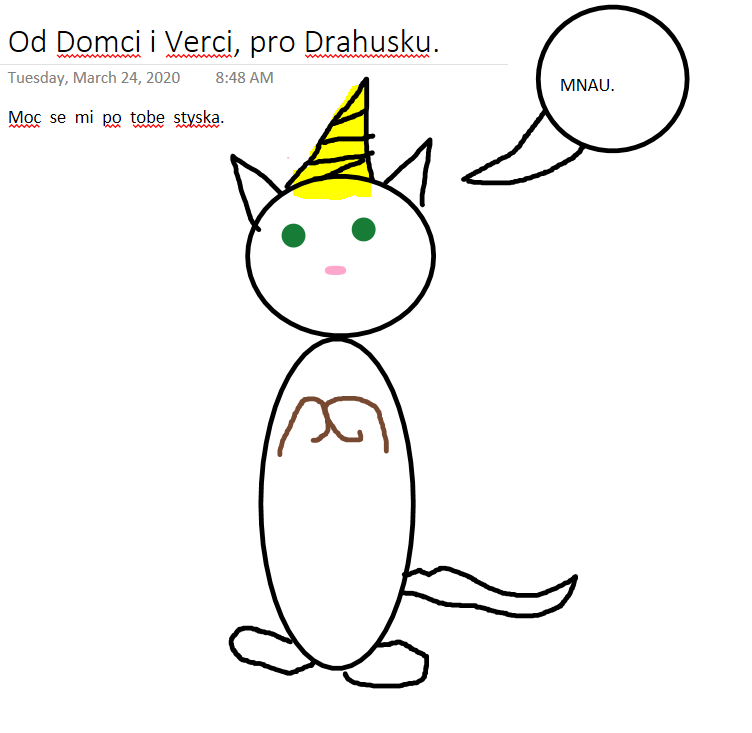 Od Domci i Verci, pro Drahusku.
Tuesday, March 24, 2020 8:48 AM
Moc se mi po tobe styska.
MNAU.